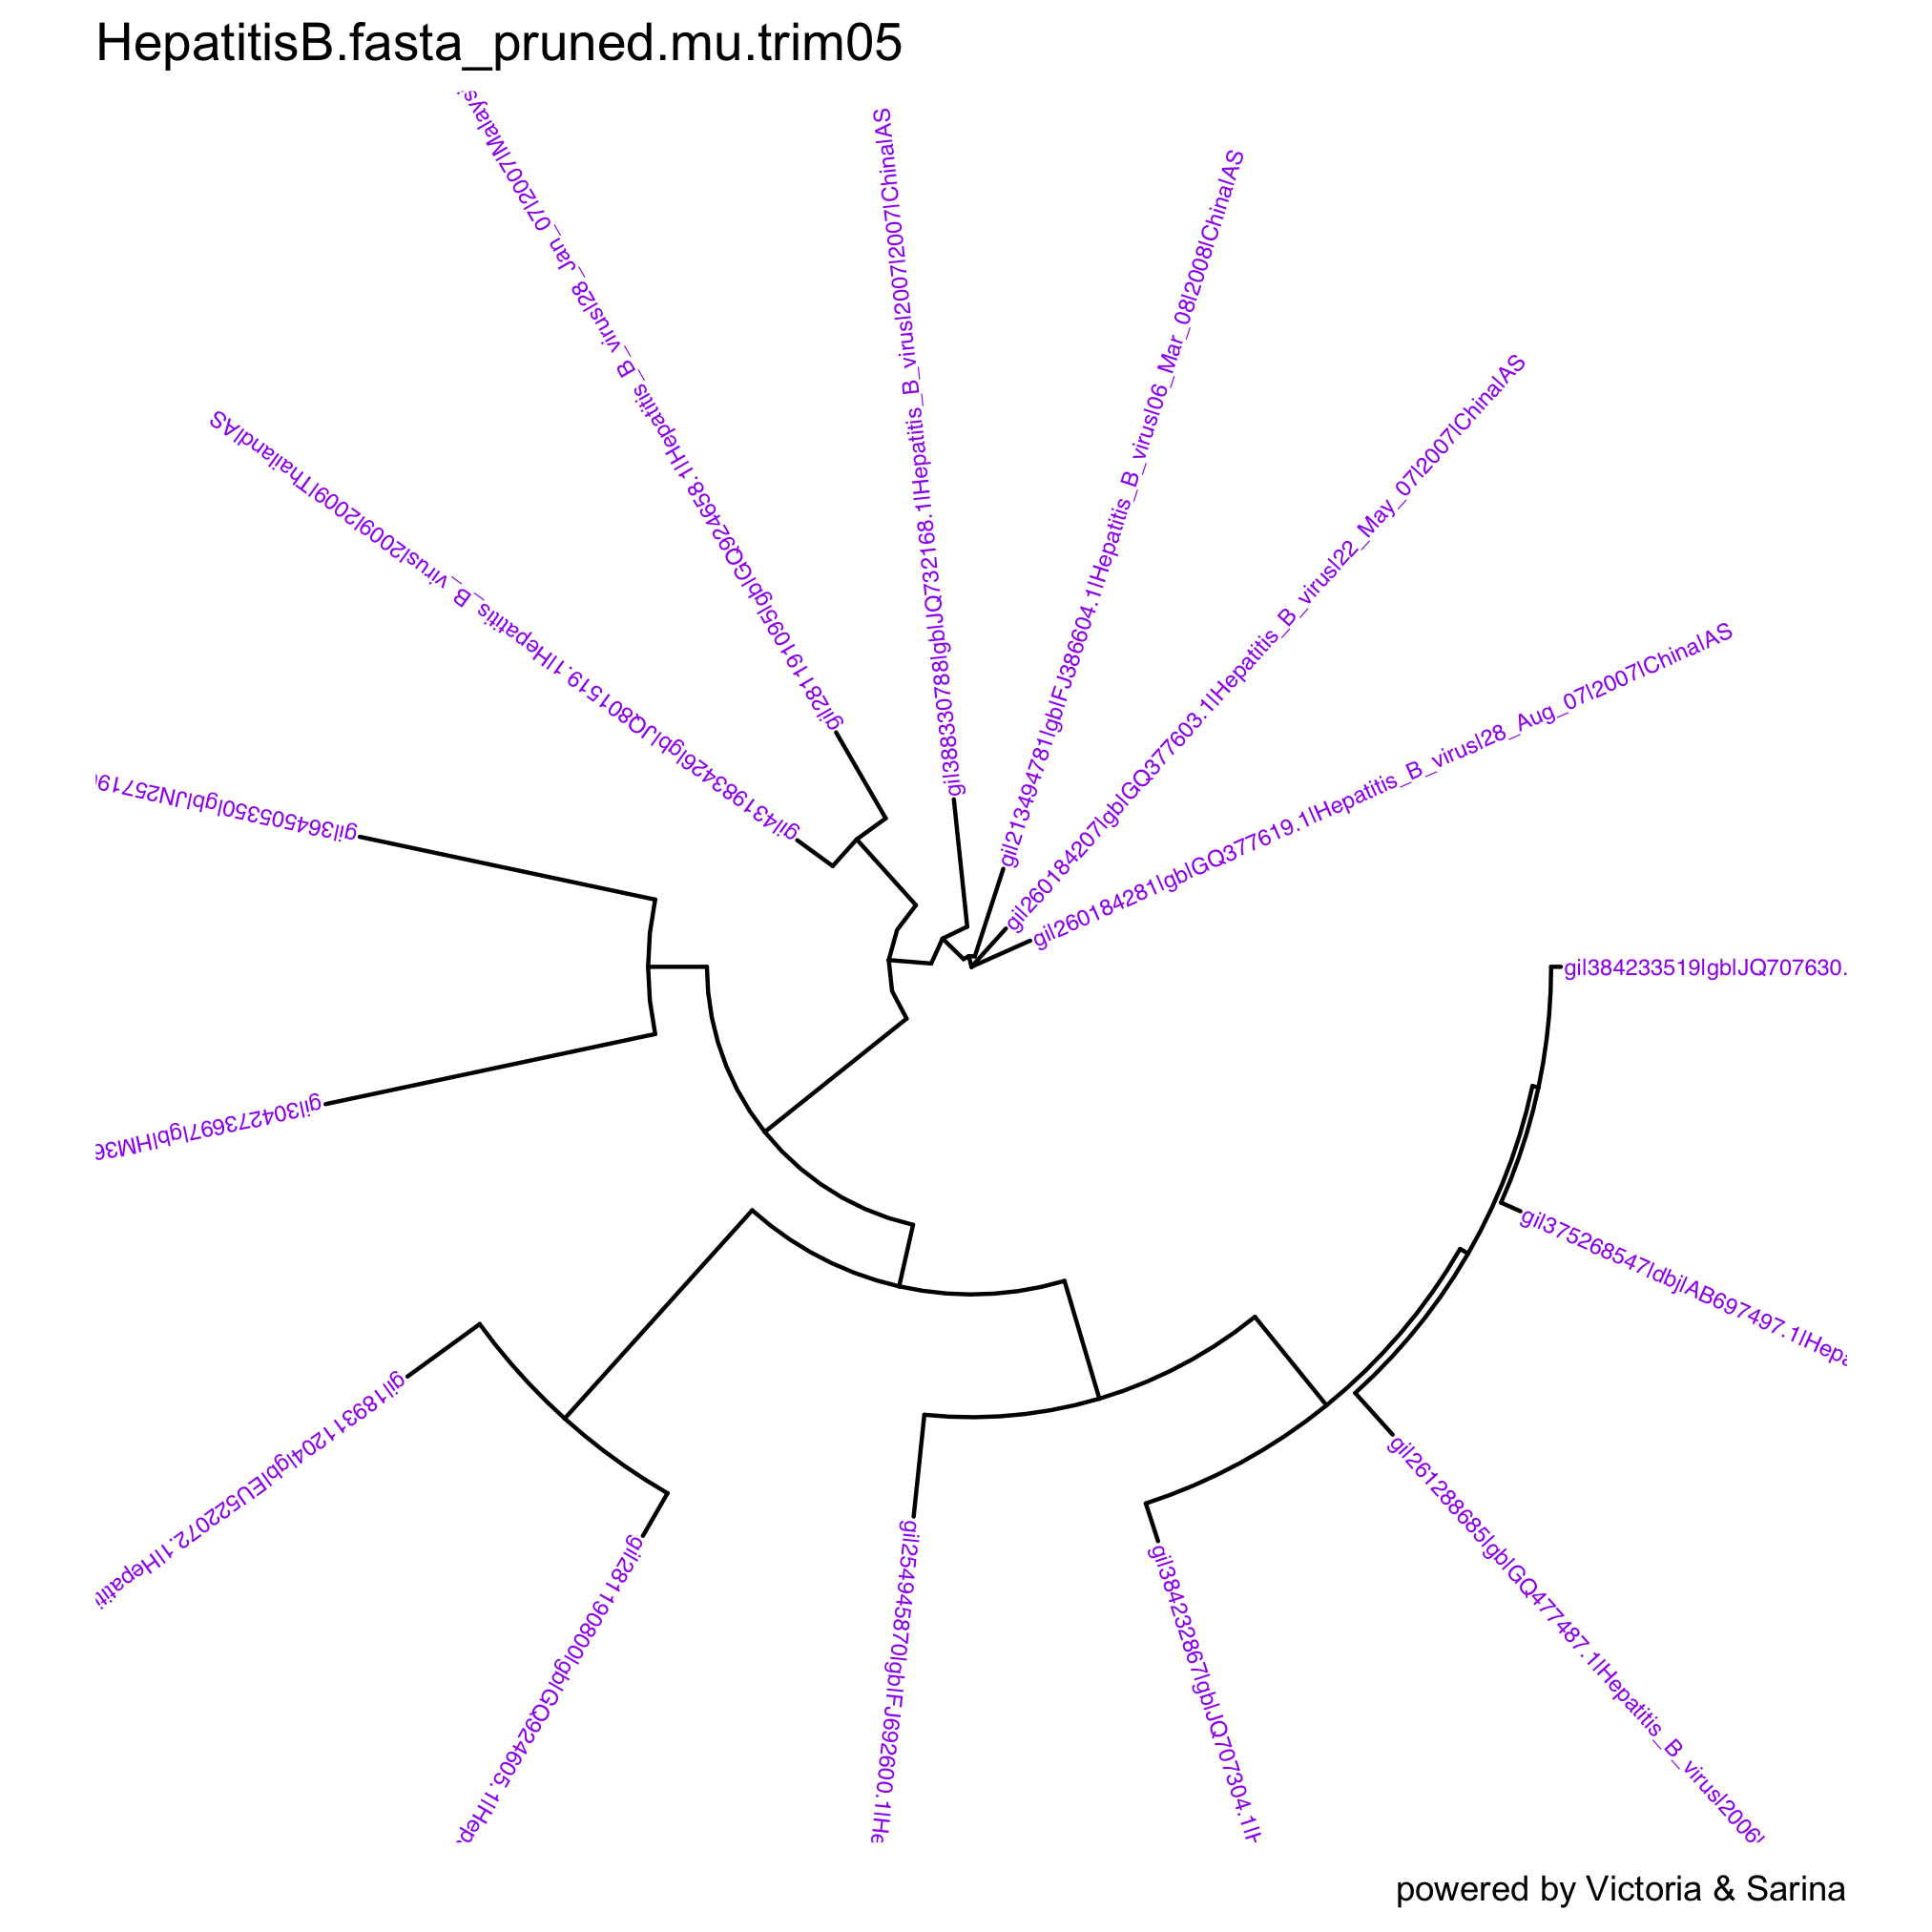 HepatitisB.fasta_pruned.mu.trim05
gi|281191095|gb|GQ924658.1|Hepatitis_B_virus|28_Jan_07|2007|Malays
gi|388330788|gb|JQ732168.1|Hepatitis_B_virus|2007|2007|China|AS
gi|213494781|gb|FJ386604.1|Hepatitis_B_virus|06_Mar_08|2008|China|AS
gi|260184207|gb|GQ377603.1|Hepatitis_B_virus|22_May_07|2007|China|AS
gi|260184281|gb|GQ377619.1|Hepatitis_B_virus|28_Aug_07|2007|China|AS
gi|431983426|gb|JQ801519.1|Hepatitis_B_virus|2009|2009|Thailand|AS
gi|364505350|gb|JN25719
gi|384233519|gb|JQ707630.
gi|304273697|gb|HM36
gi|375268547|dbj|AB697497.1|Hepa
gi|189311204|gb|EU522072.1|Hepatiti
gi|281190800|gb|GQ924605.1|Hep
gi|254945870|gb|FJ692600.1|He
gi|384232867|gb|JQ707304.1|H
gi|261288685|gb|GQ477487.1|Hepatitis_B_virus|2006|
powered by Victoria & Sarina